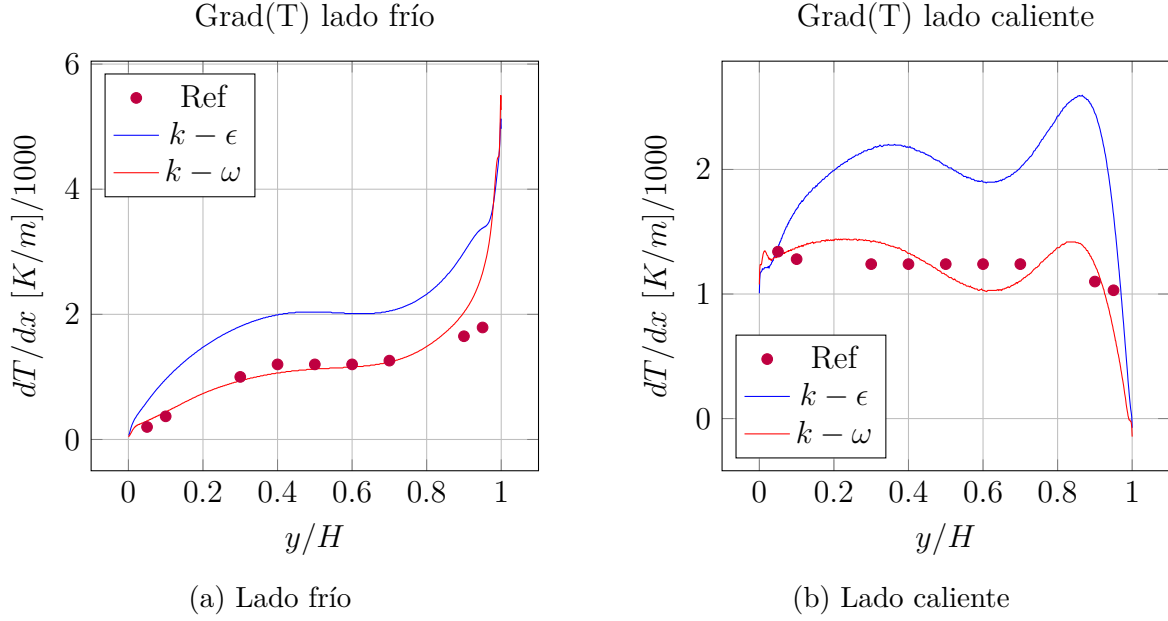 Grad(T) lado frío
6
4
2
0
0
0.2
0.4
0.6
0.8
1
dT/dx [K/m]/1000
y/H
Ref
k − ϵ
k − ω
(a) Lado frío
Grad(T) lado caliente
2
1
0
0
0.2
0.4
0.6
0.8
1
dT/dx [K/m]/1000
y/H
Ref
k − ϵ
k − ω
(b) Lado caliente